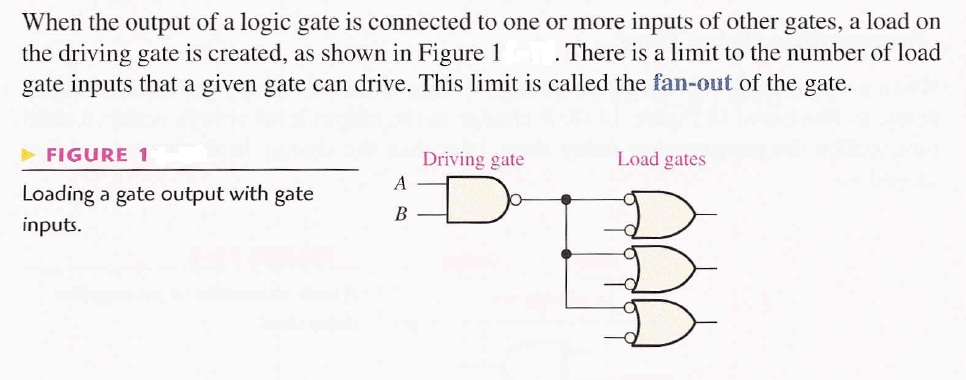 When the output of a logic gate is connected to one or more inputs of other gates, a load on
the driving gate is created, as shown in Figure 1 . There is a limit to the number of load
gate inputs that a given gate can drive. This limit is called the fan-out of the gate.
FIGURE 1
Loading a gate output with gate
inputs.
Driving gate
Load gates
A
B